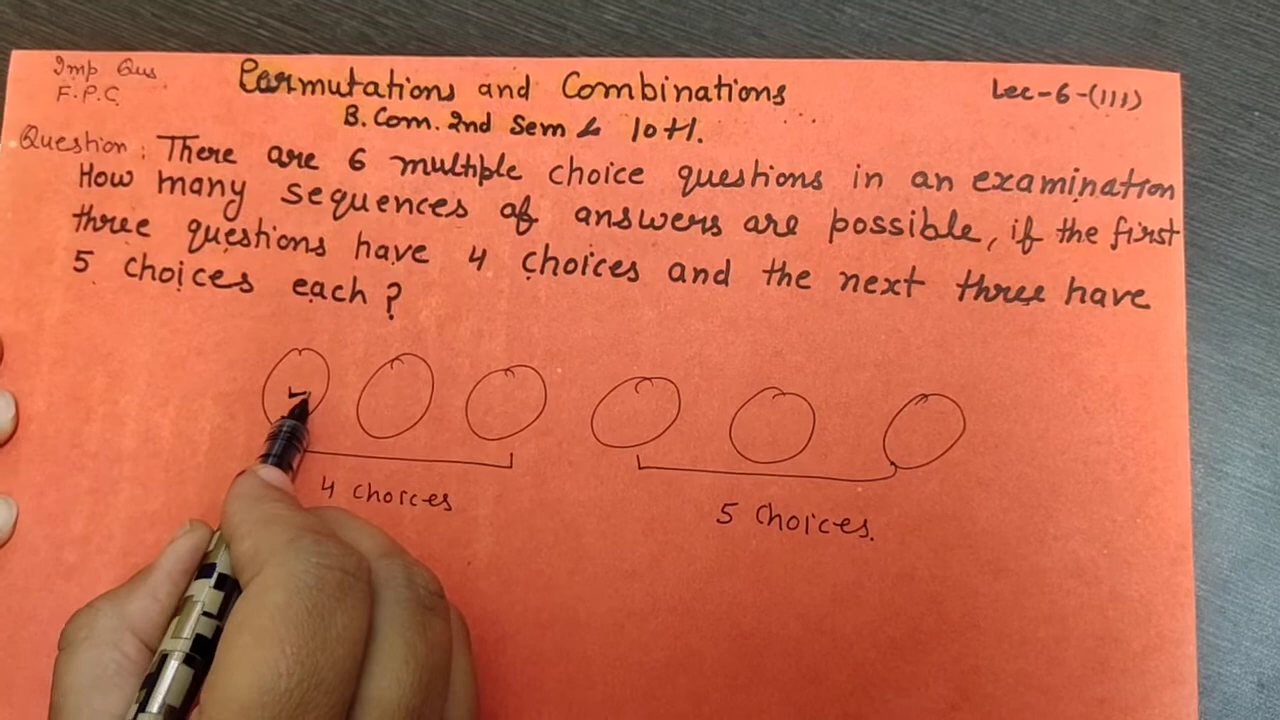 Imp Qus
F.P.C
Permutations and Combinations
Lec-6-(111)
B.Com. 2nd Sem & 10+1.
Question: There are 6 multiple choice questions in an examination
How many sequences of answers are possible, if the first
three questions have 4 choices and the next three have
5 choices each?
4 choices
5 choices.